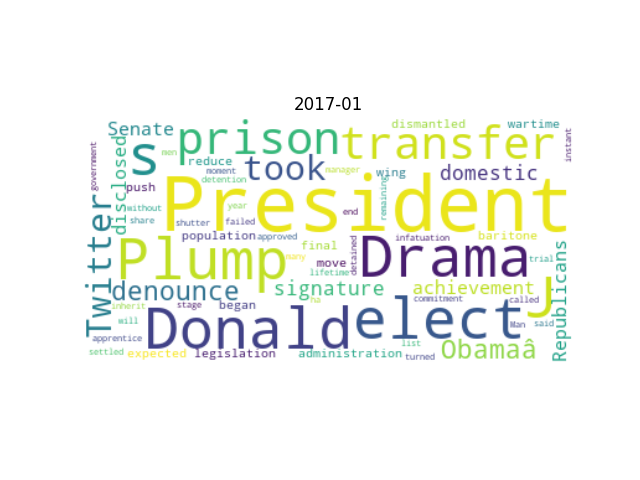 2017-01
dismantled wartime
Senate prison transfer
government disclosed s men took moment reduce manager wing domestic instant
push detention remaining
President
without year
share shutter failed end
Twitter population approved final detained infatuation baritone trial
Plump many move Drama
lifetime
denounce signature achievement J Republicans
inherit stage began ha commitment called
will Donald elect Man said
apprentice list
settled expected legislation administration turned Obamaâ